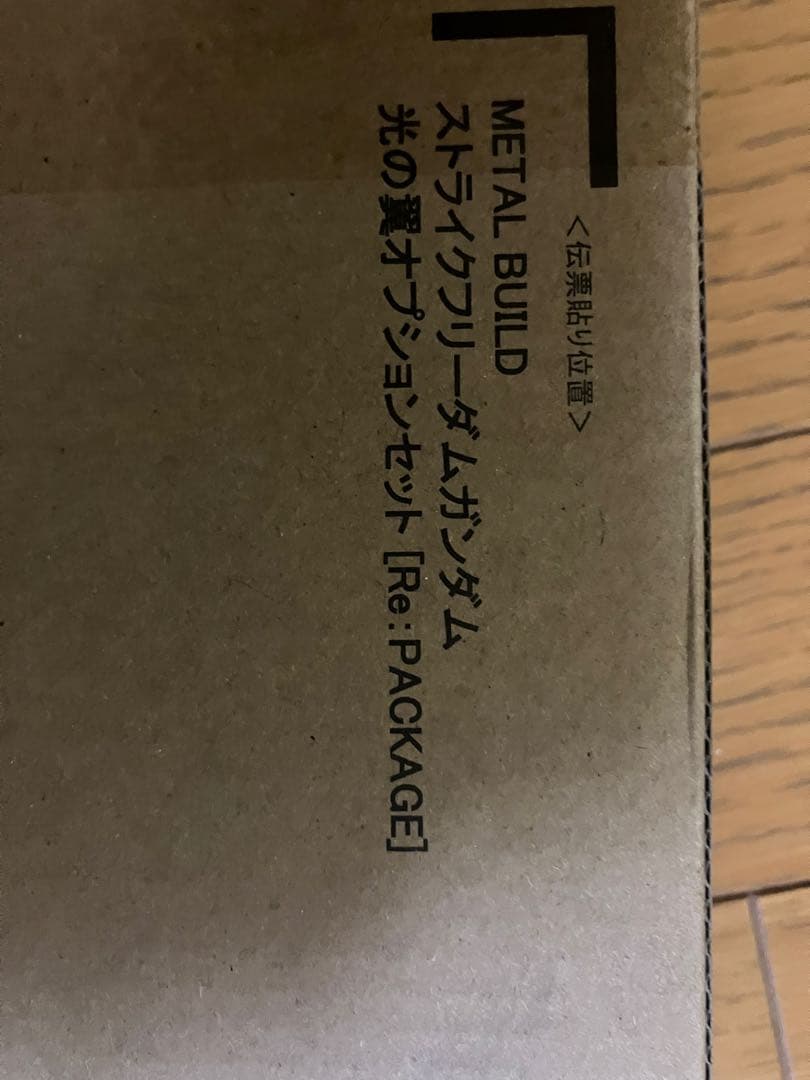 <伝票貼り位置>
METAL BUILD
ストライクフリーダムガンダム
光の翼オプションセット [Re:PACKAGE]